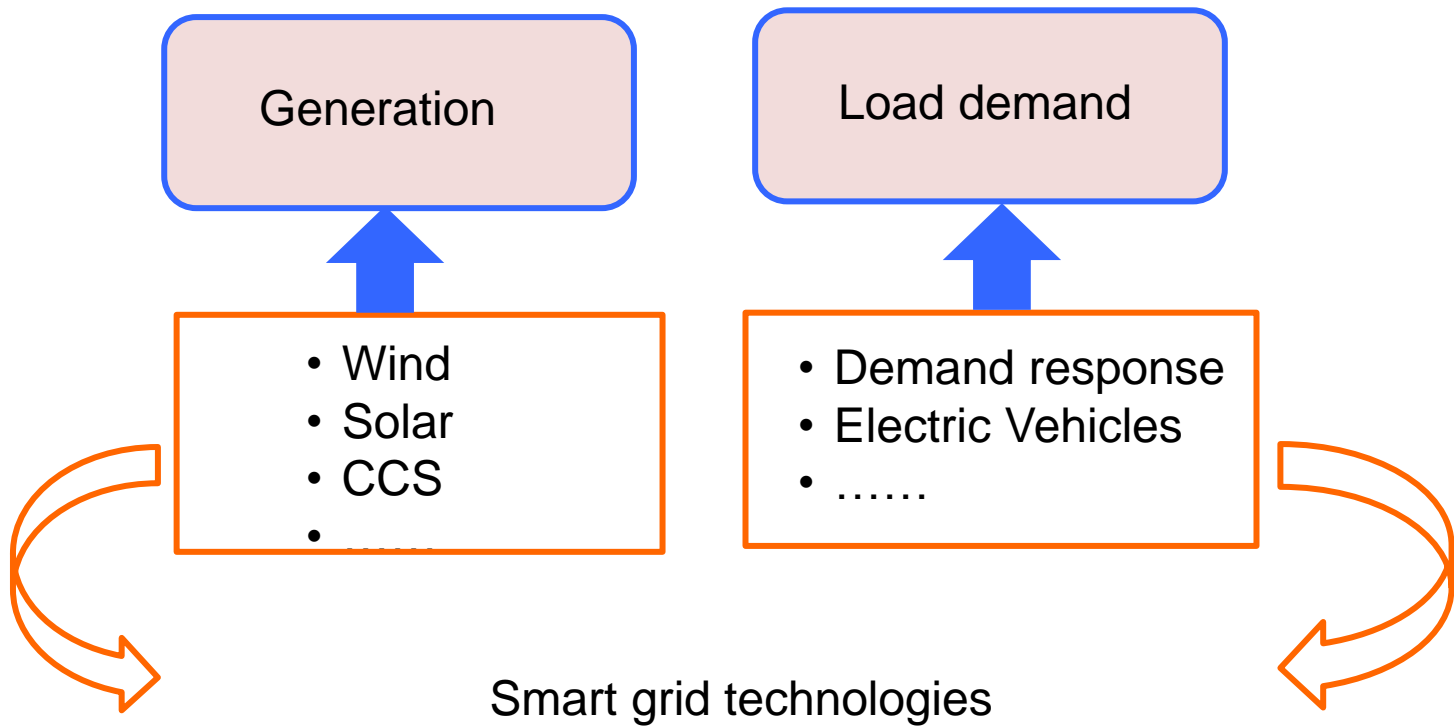 Generation
Load demand
• Wind
• Solar
• CCS
• ……
• Demand response
• Electric Vehicles
• ……
Smart grid technologies